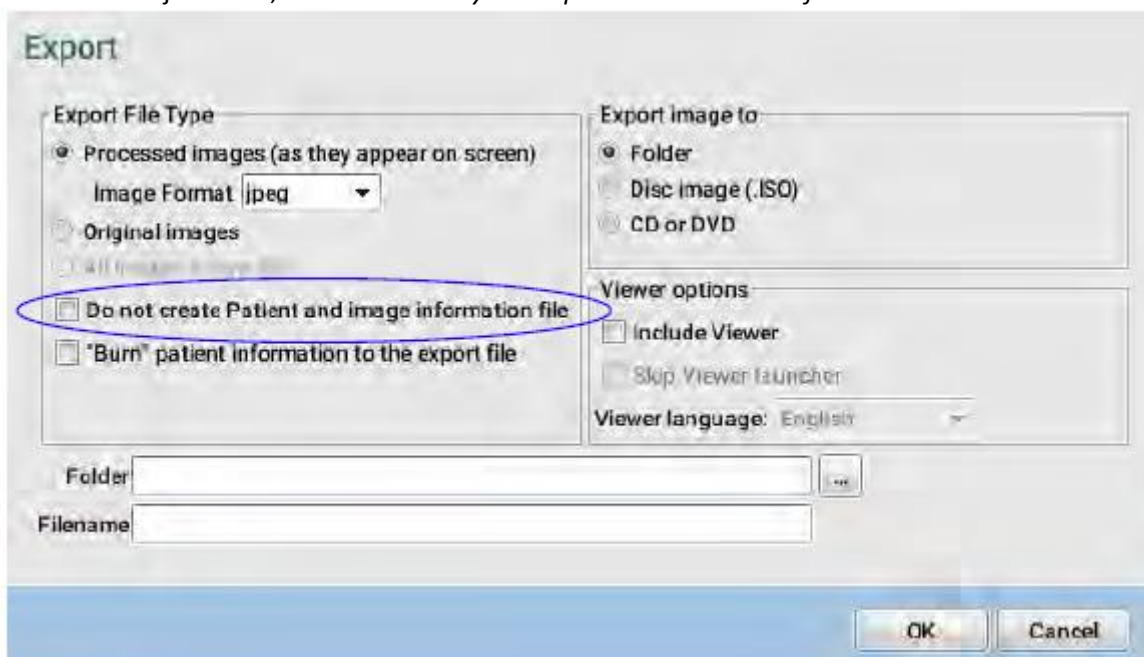 Export
Export File Type
Processed images (as they appear on screen)
Image Format jpeg
Original images
Do not create Patient and image information file
"Burn" patient information to the export file
Export image to
Folder
Disc image (.ISO)
CD or DVD
Viewer options
Include Viewer
Skip Viewer launcher
Viewer language: English
Folder ...
Filename
OK Cancel